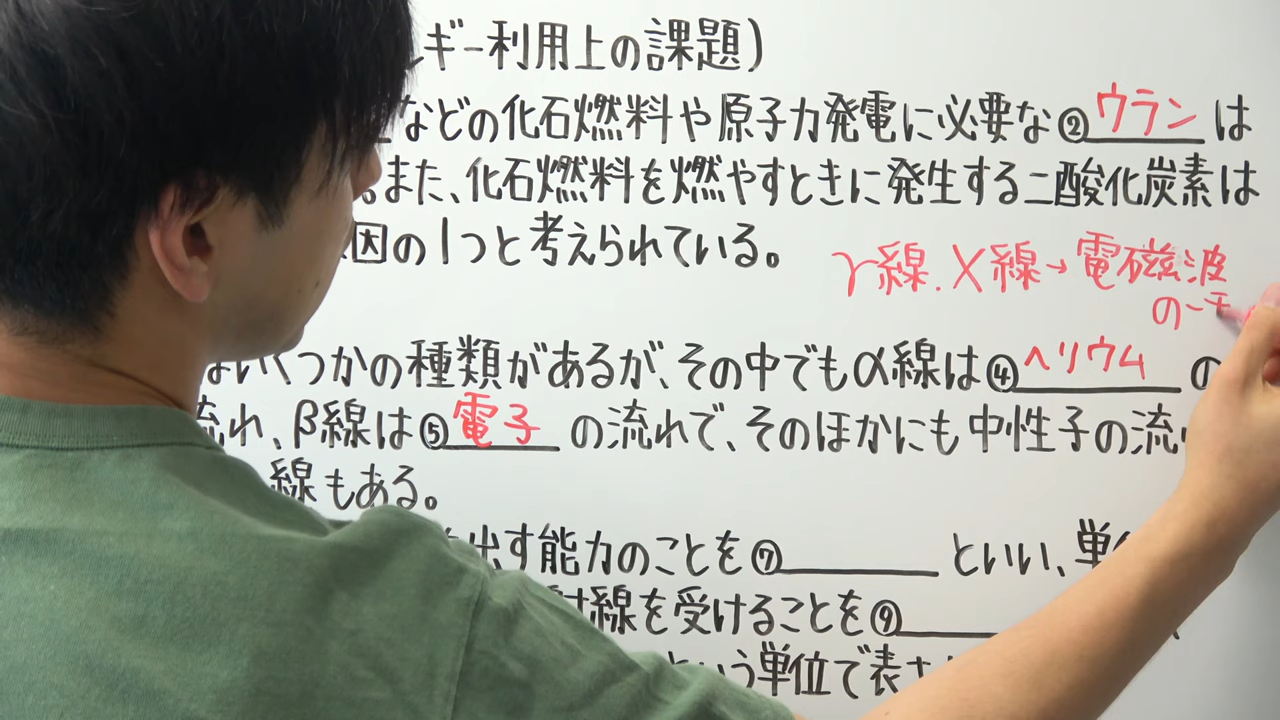 ギー利用上の課題)
などの化石燃料や原子力発電に必要な②ウランは
。また、化石燃料を燃やすときに発生する二酸化炭素は
因の1つと考えられている。
γ線.X線→電磁波
の一
いくつかの種類があるが、その中でもα線は④ヘリウムの
流れ、β線は⑤電子の流れで、そのほかにも中性子の流
線もある。
出す能力のことを⑦といい、単
線を受けることを⑨
という単位で表さ